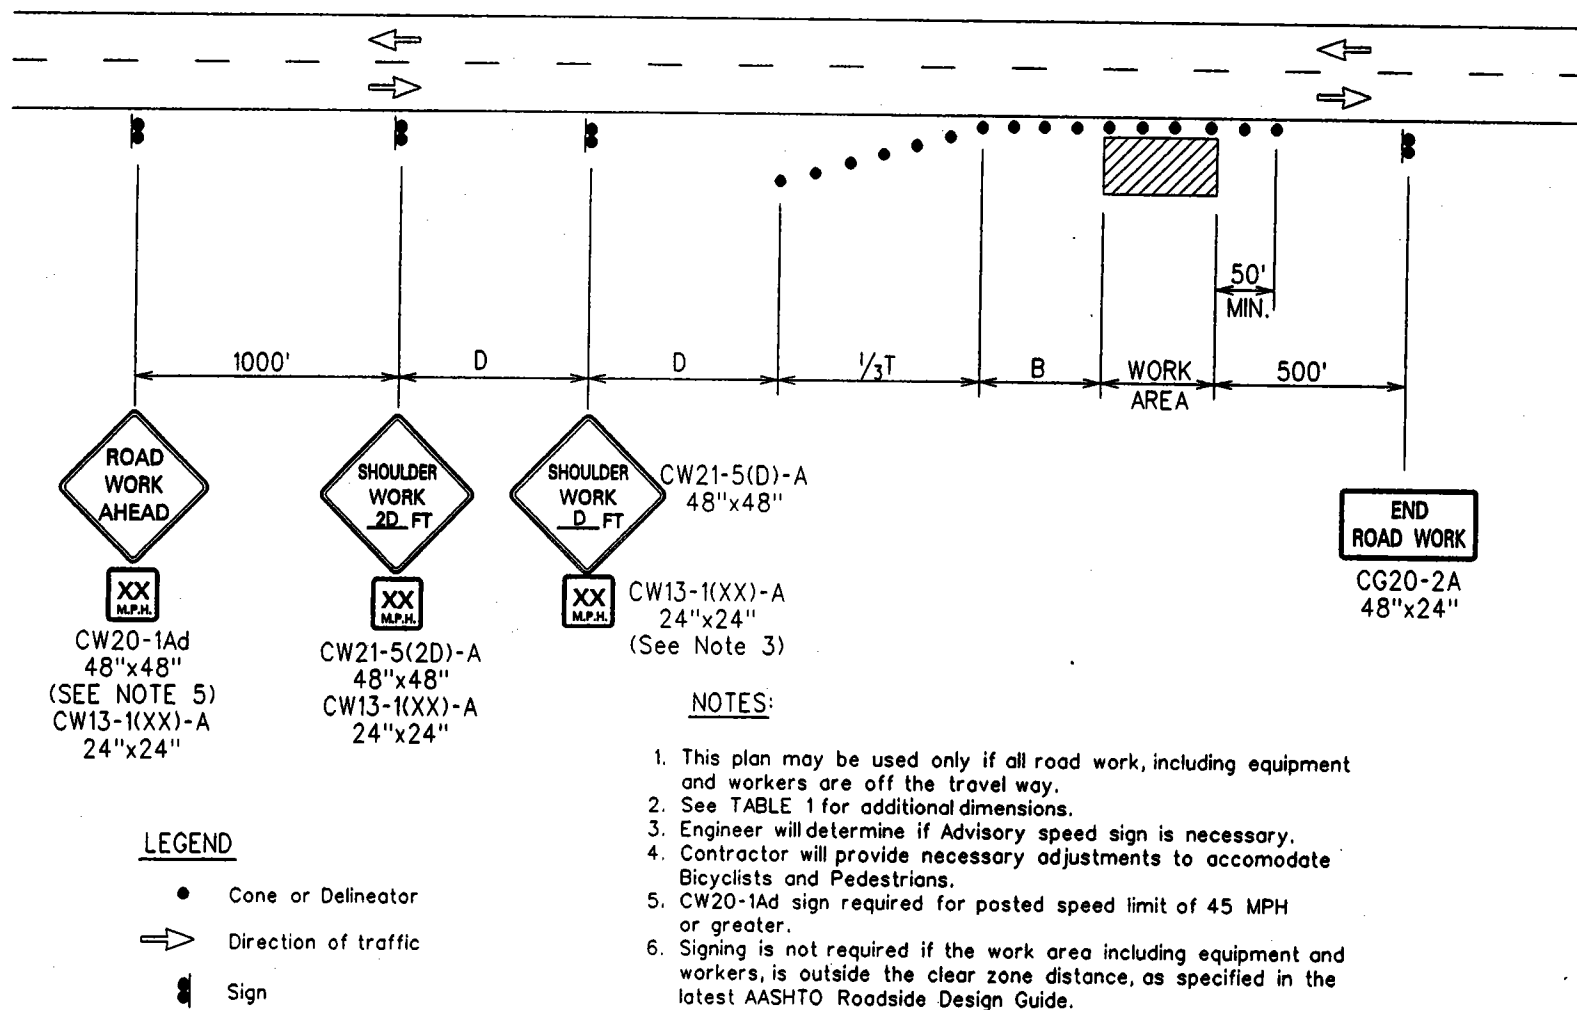 50'
MIN.
1000'
D
D
1/3T
B
WORK
AREA
500'
ROAD
WORK
AHEAD
XX
M.P.H.
CW20-1Ad
48"x48"
(SEE NOTE 5)
CW13-1(XX)-A
24"x24"
SHOULDER
WORK
2D FT
XX
M.P.H.
CW21-5(2D)-A
48"x48"
CW13-1(XX)-A
24"x24"
SHOULDER
WORK
D FT
CW21-5(D)-A
48"x48"
XX
M.P.H.
CW13-1(XX)-A
24"x24"
(See Note 3)
END
ROAD WORK
CG20-2A
48"x24"
NOTES:
1. This plan may be used only if all road work, including equipment
and workers are off the travel way.
2. See TABLE 1 for additional dimensions.
3. Engineer will determine if Advisory speed sign is necessary.
4. Contractor will provide necessary adjustments to accomodate
Bicyclists and Pedestrians.
5. CW20-1Ad sign required for posted speed limit of 45 MPH
or greater.
6. Signing is not required if the work area including equipment and
workers, is outside the clear zone distance, as specified in the
latest AASHTO Roadside Design Guide.
LEGEND
Cone or Delineator
Direction of traffic
Sign